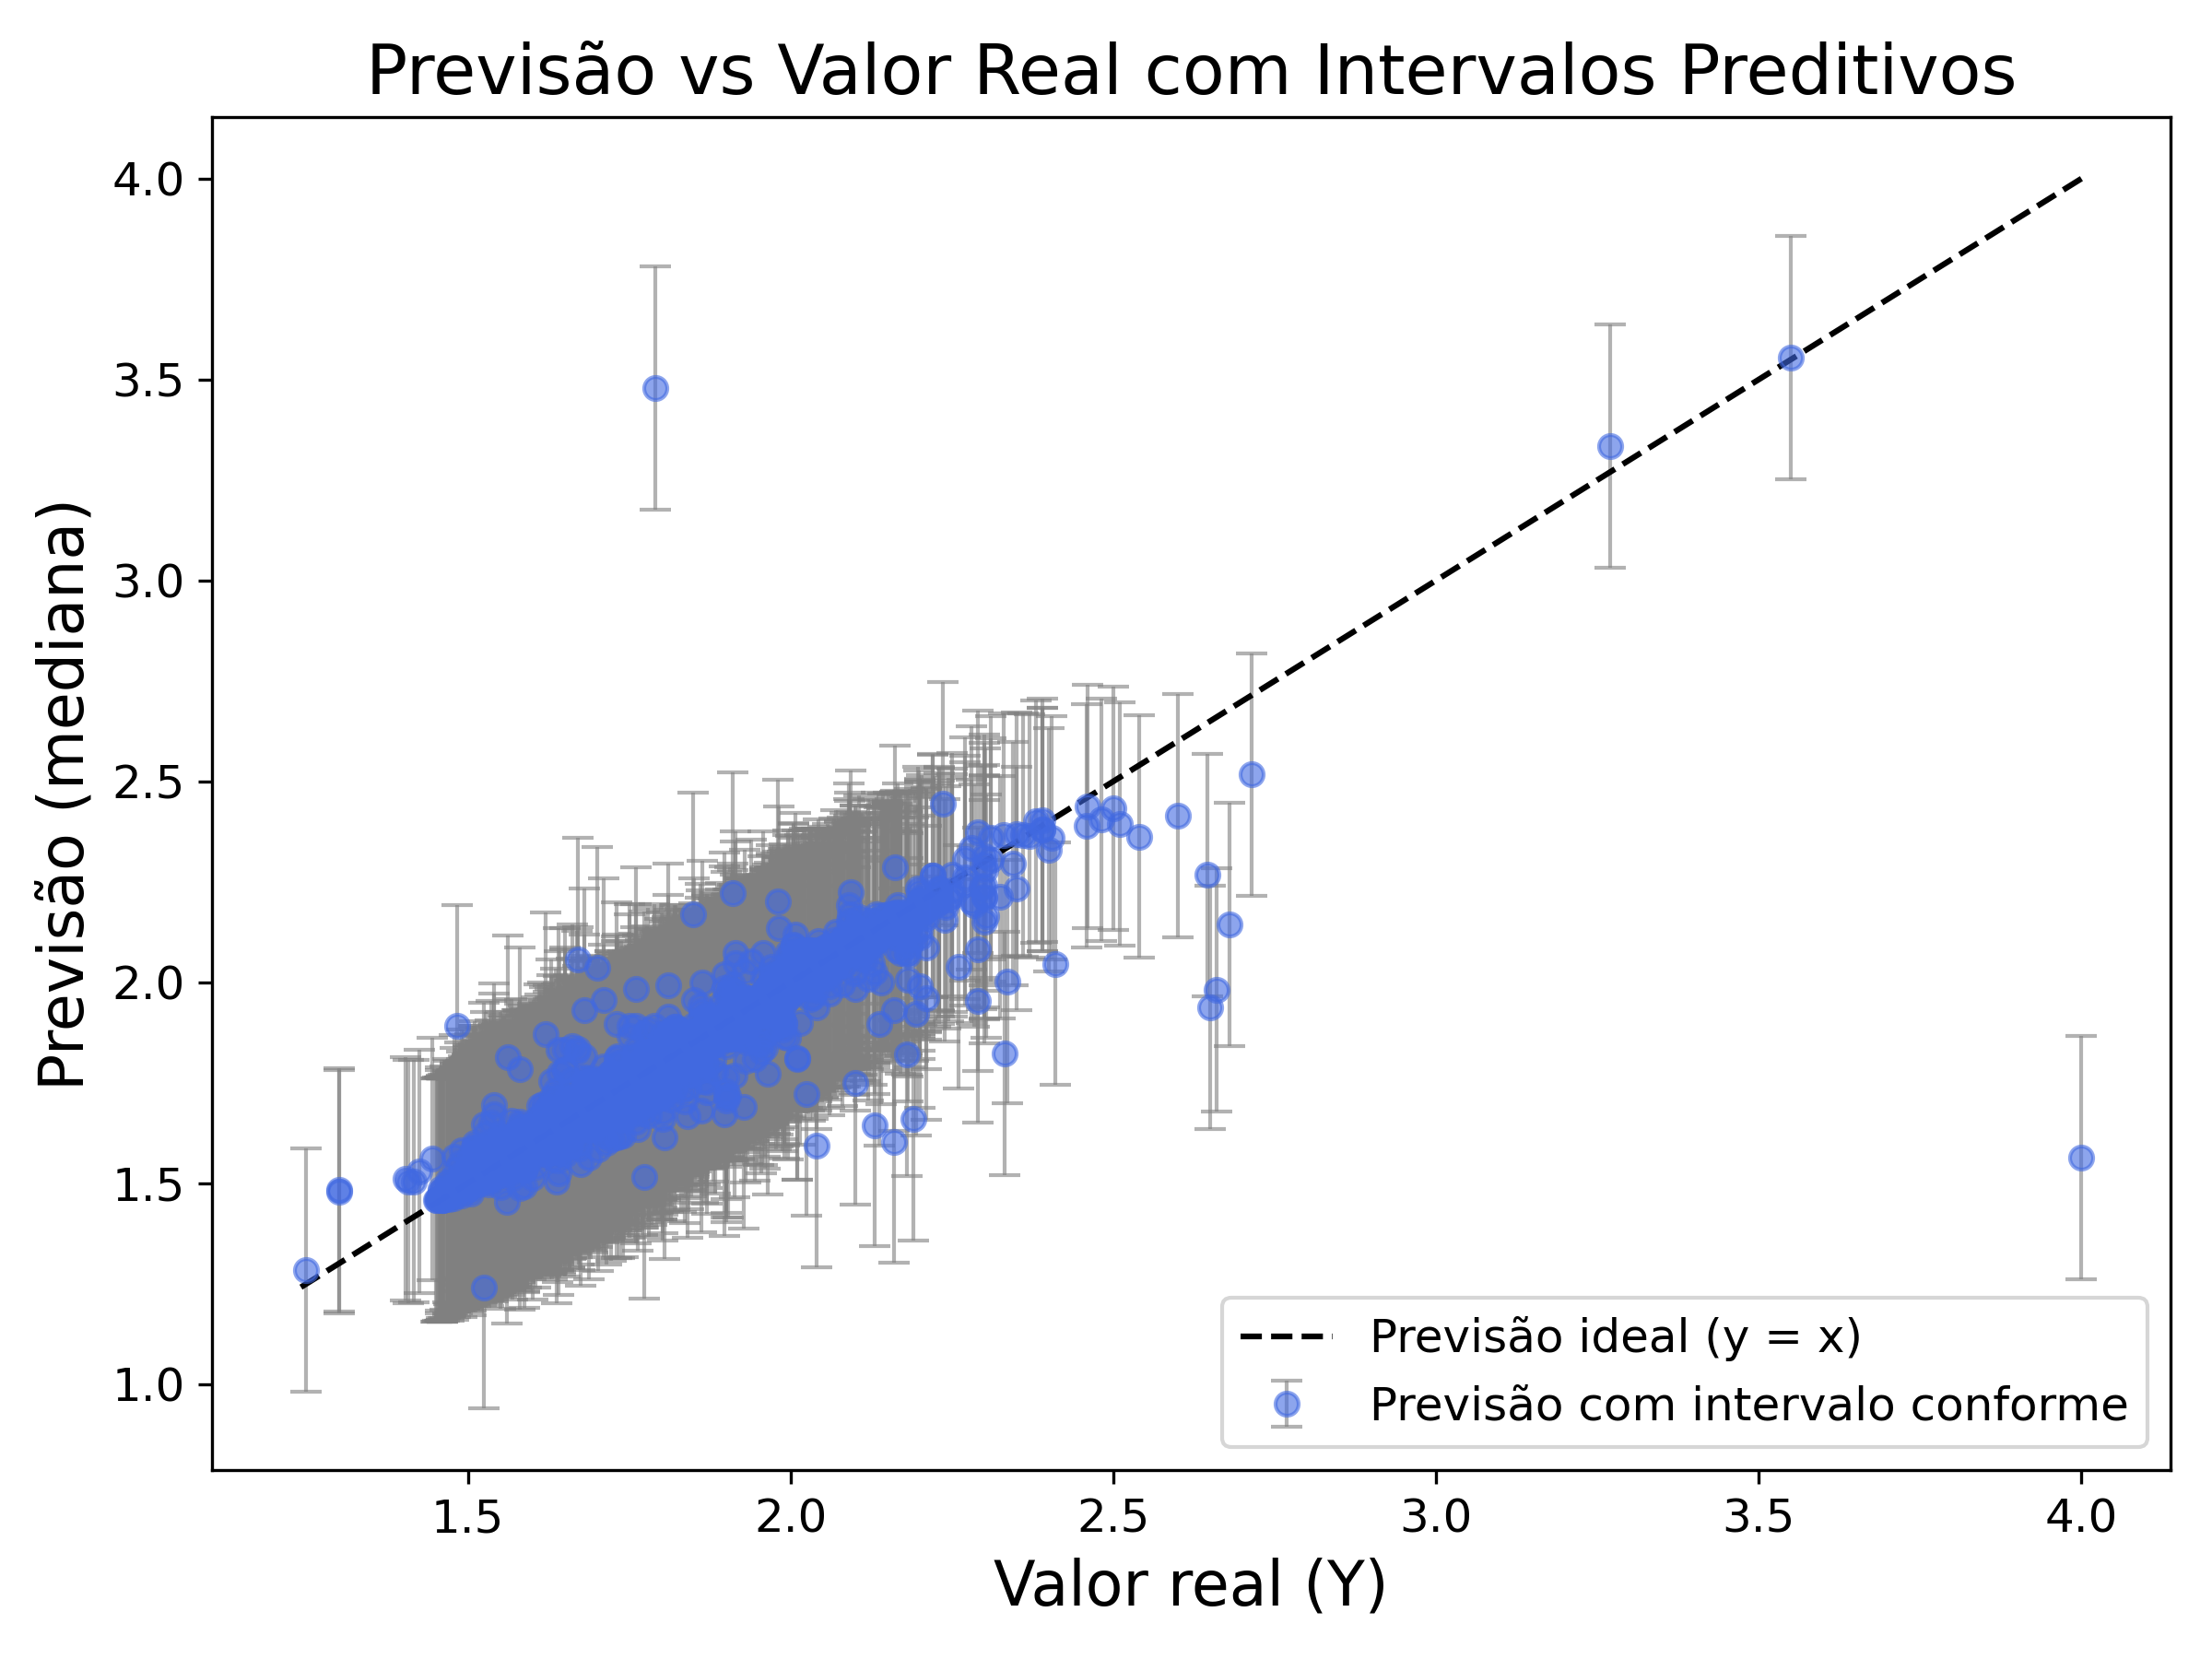 Previsão vs Valor Real com Intervalos Preditivos
Previsão (mediana)
4.0
3.5
3.0
2.5
2.0
1.5
1.0
1.5
2.0
2.5
3.0
3.5
4.0
Valor real (Y)
Previsão ideal (y = x)
Previsão com intervalo conforme